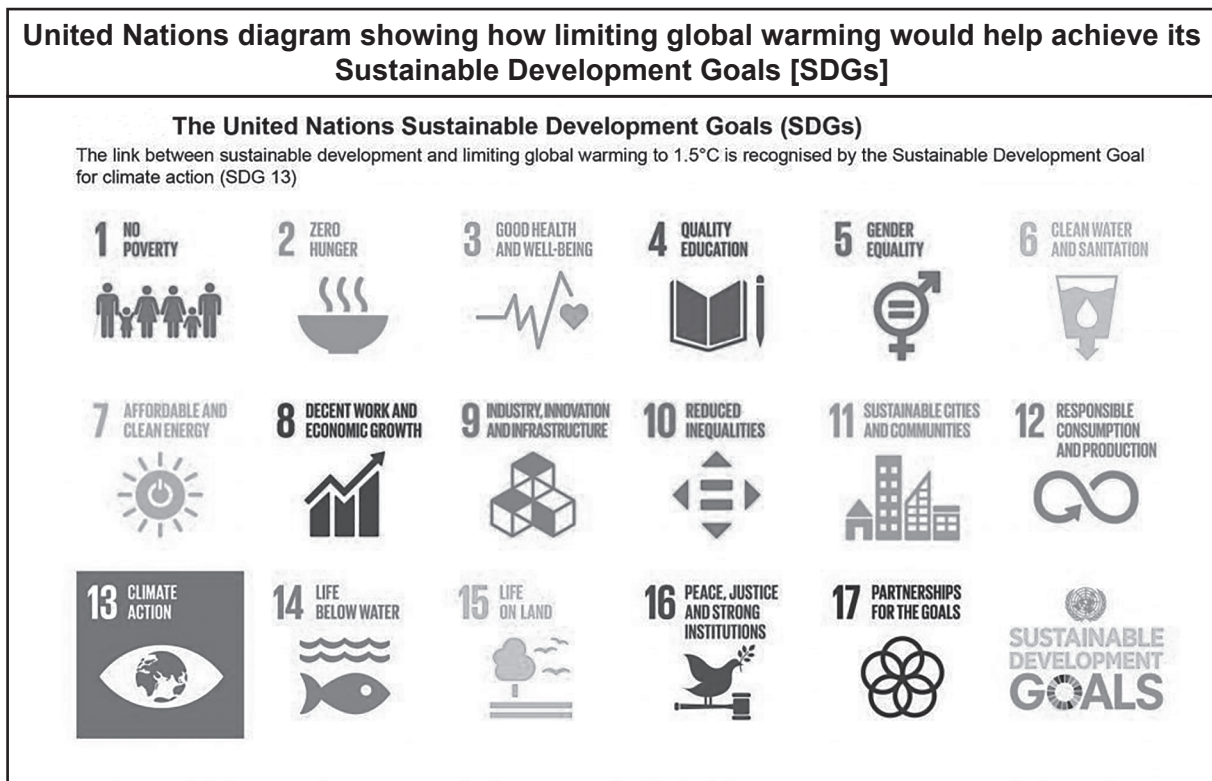 United Nations diagram showing how limiting global warming would help achieve its
Sustainable Development Goals [SDGs]
The United Nations Sustainable Development Goals (SDGs)
The link between sustainable development and limiting global warming to 1.5°C is recognised by the Sustainable Development Goal
for climate action (SDG 13)
1 NO
POVERTY
2 ZERO
HUNGER
3 GOOD HEALTH
AND WELL-BEING
4 QUALITY
EDUCATION
5 GENDER
EQUALITY
6 CLEAN WATER
AND SANITATION
7 AFFORDABLE AND
CLEAN ENERGY
8 DECENT WORK AND
ECONOMIC GROWTH
9 INDUSTRY, INNOVATION
AND INFRASTRUCTURE
10 REDUCED
INEQUALITIES
11 SUSTAINABLE CITIES
AND COMMUNITIES
12 RESPONSIBLE
CONSUMPTION
AND PRODUCTION
13 CLIMATE
ACTION
14 LIFE
BELOW WATER
15 LIFE
ON LAND
16 PEACE, JUSTICE
AND STRONG
INSTITUTIONS
17 PARTNERSHIPS
FOR THE GOALS
SUSTAINABLE
DEVELOPMENT
GOALS